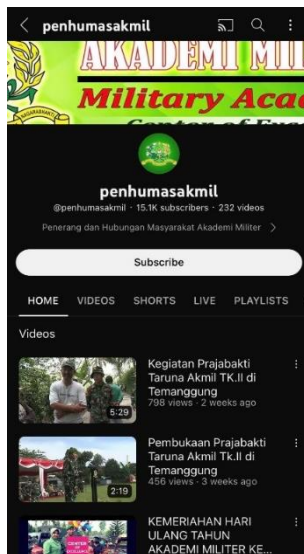 penhumasakmil
AKADEMI MIL
Military Aca
penhumasakmil
@penhumasakmil · 15.1K subscribers · 232 videos
Penerang dan Hubungan Masyarakat Akademi Militer
Subscribe
HOME VIDEOS SHORTS LIVE PLAYLISTS
Videos
5:29
Kegiatan Prajabakti
Taruna Akmil TK.II di
Temanggung
798 views · 2 weeks ago
2:19
Pembukaan Prajabakti
Taruna Akmil Tk.II di
Temanggung
456 views · 3 weeks ago
KEMERIAHAN HARI
ULANG TAHUN
AKADEMI MILITER KE...